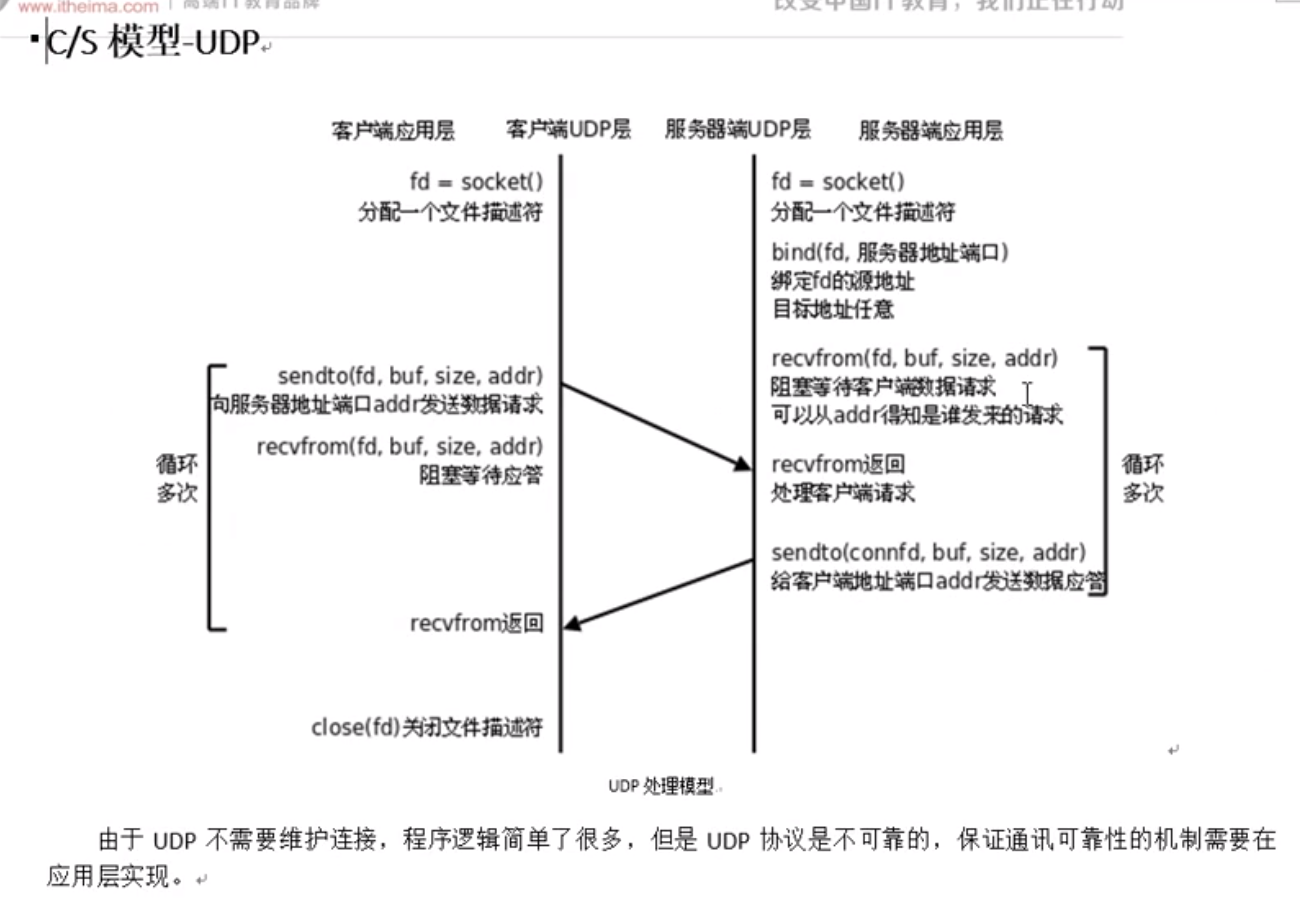 www.itheima.com | 高端IT教育品牌
改变中国IT教育，我们正在行动
C/S 模型-UDP
客户端应用层 客户端UDP层 服务器端UDP层 服务器端应用层
fd = socket()
分配一个文件描述符
fd = socket()
分配一个文件描述符
bind(fd, 服务器地址端口)
绑定fd的源地址
目标地址任意
sendto(fd, buf, size, addr)
向服务器地址端口addr发送数据请求
recvfrom(fd, buf, size, addr)
阻塞等待应答
循环
多次
recvfrom返回
close(fd)关闭文件描述符
recvfrom(fd, buf, size, addr)
阻塞等待客户端数据请求
可以从addr得知是谁发来的请求
recvfrom返回
处理客户端请求
sendto(connfd, buf, size, addr)
给客户端地址端口addr发送数据应答
循环
多次
UDP 处理模型
由于 UDP 不需要维护连接，程序逻辑简单了很多，但是 UDP 协议是不可靠的，保证通讯可靠性的机制需要在
应用层实现。